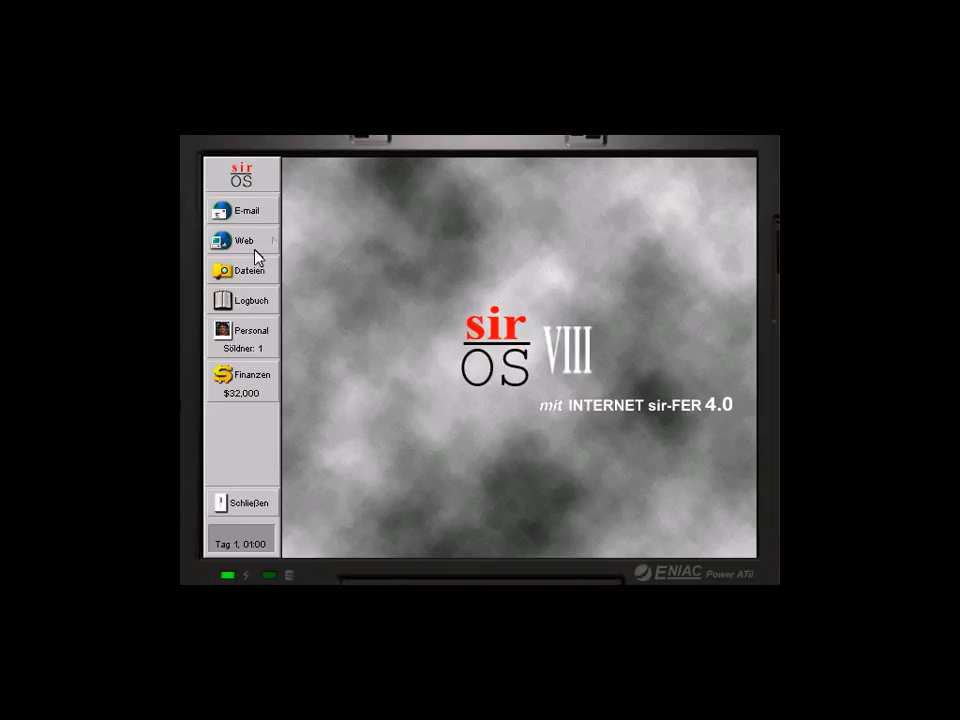 sir
OS
E-mail
Web
Dateien
Logbuch
Personal
Söldner: 1
Finanzen
$32,000
Schließen
Tag 1, 01:00
sir
OS VIII
mit INTERNET sir-FER 4.0
ENIAC Power ATil